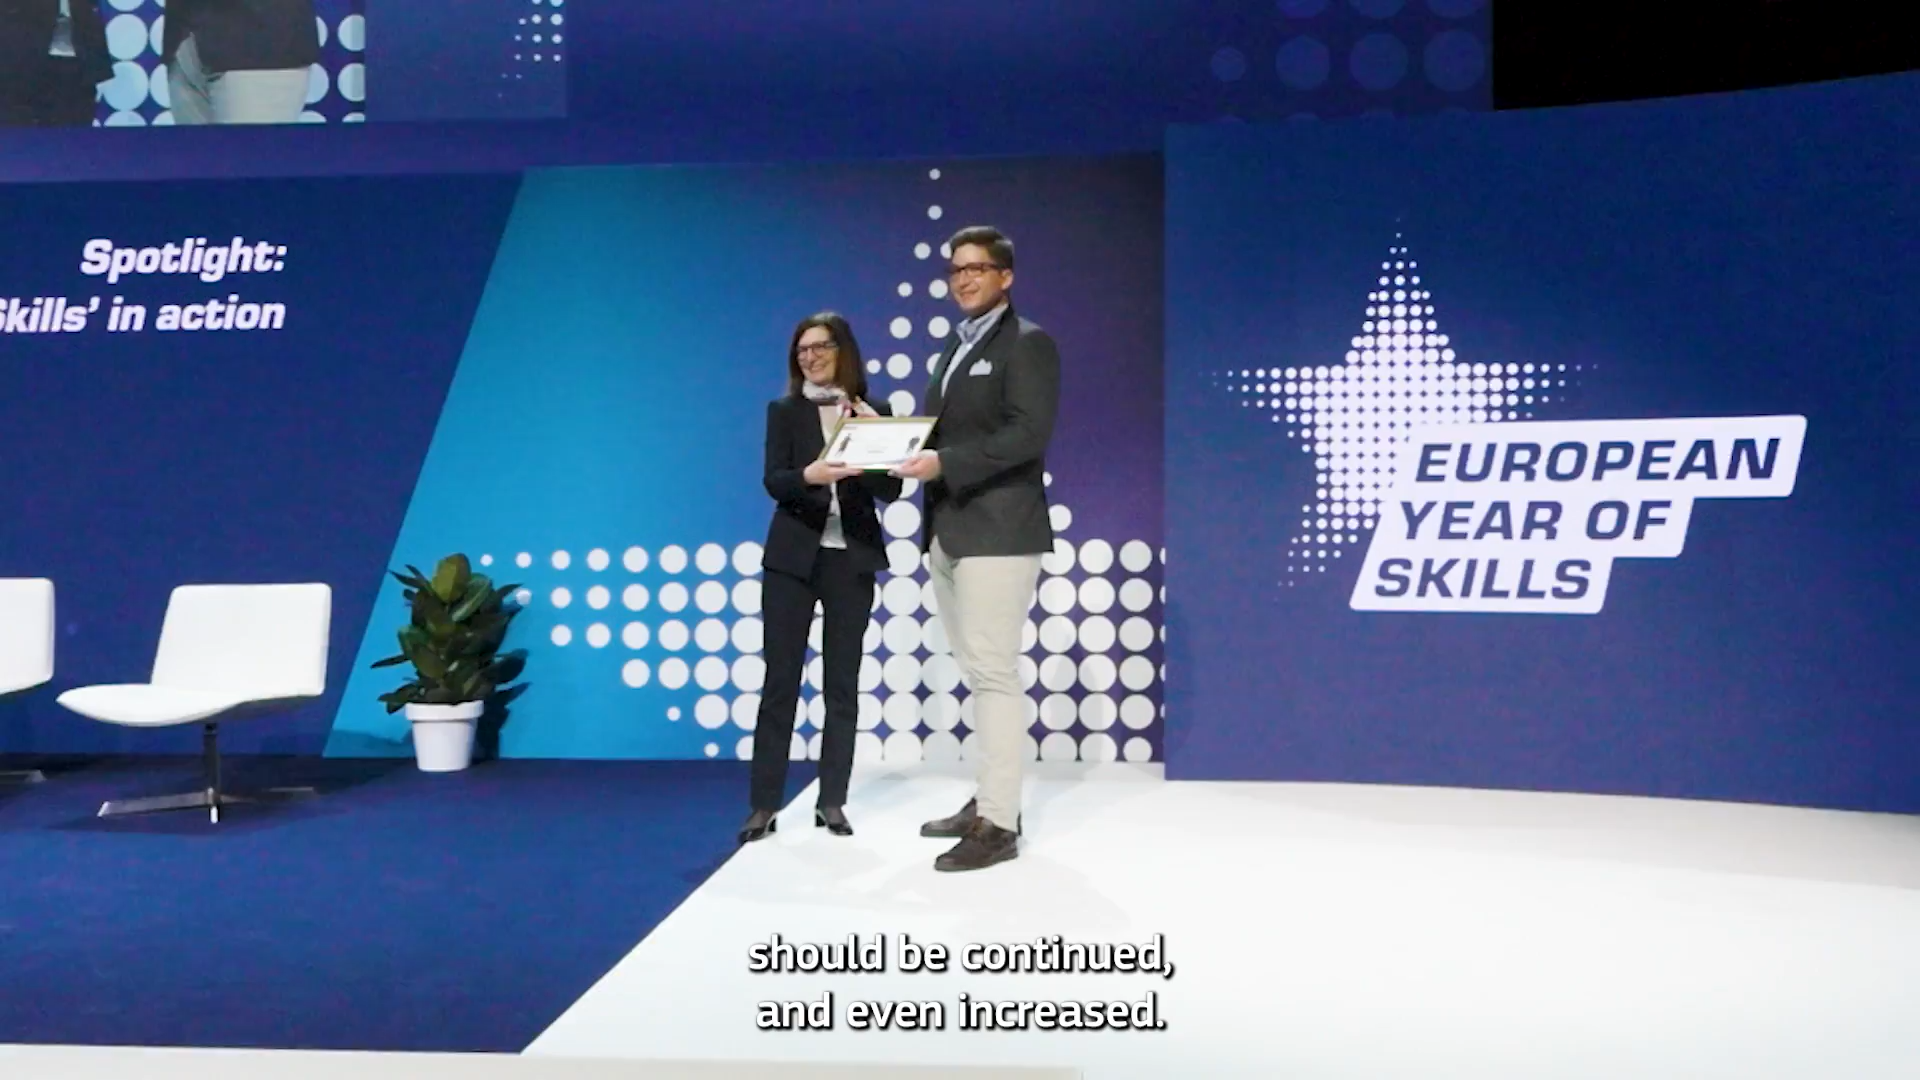 Spotlight:
Skills’ in action
EUROPEAN
YEAR OF
SKILLS
should be continued,
and even increased.